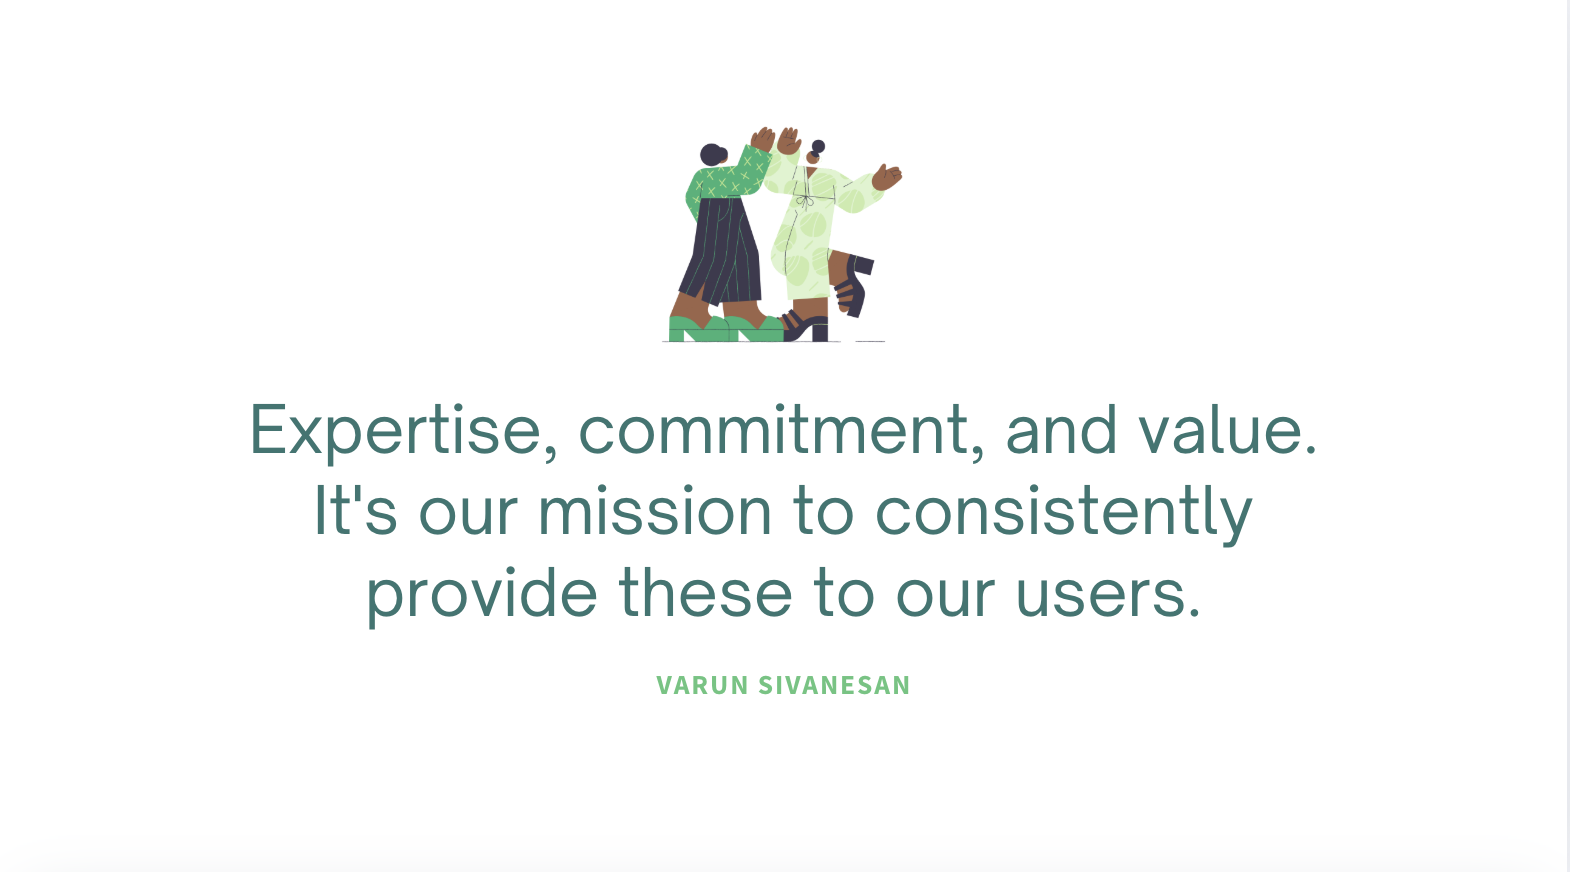 Expertise, commitment, and value.
It's our mission to consistently
provide these to our users.
VARUN SIVANESAN